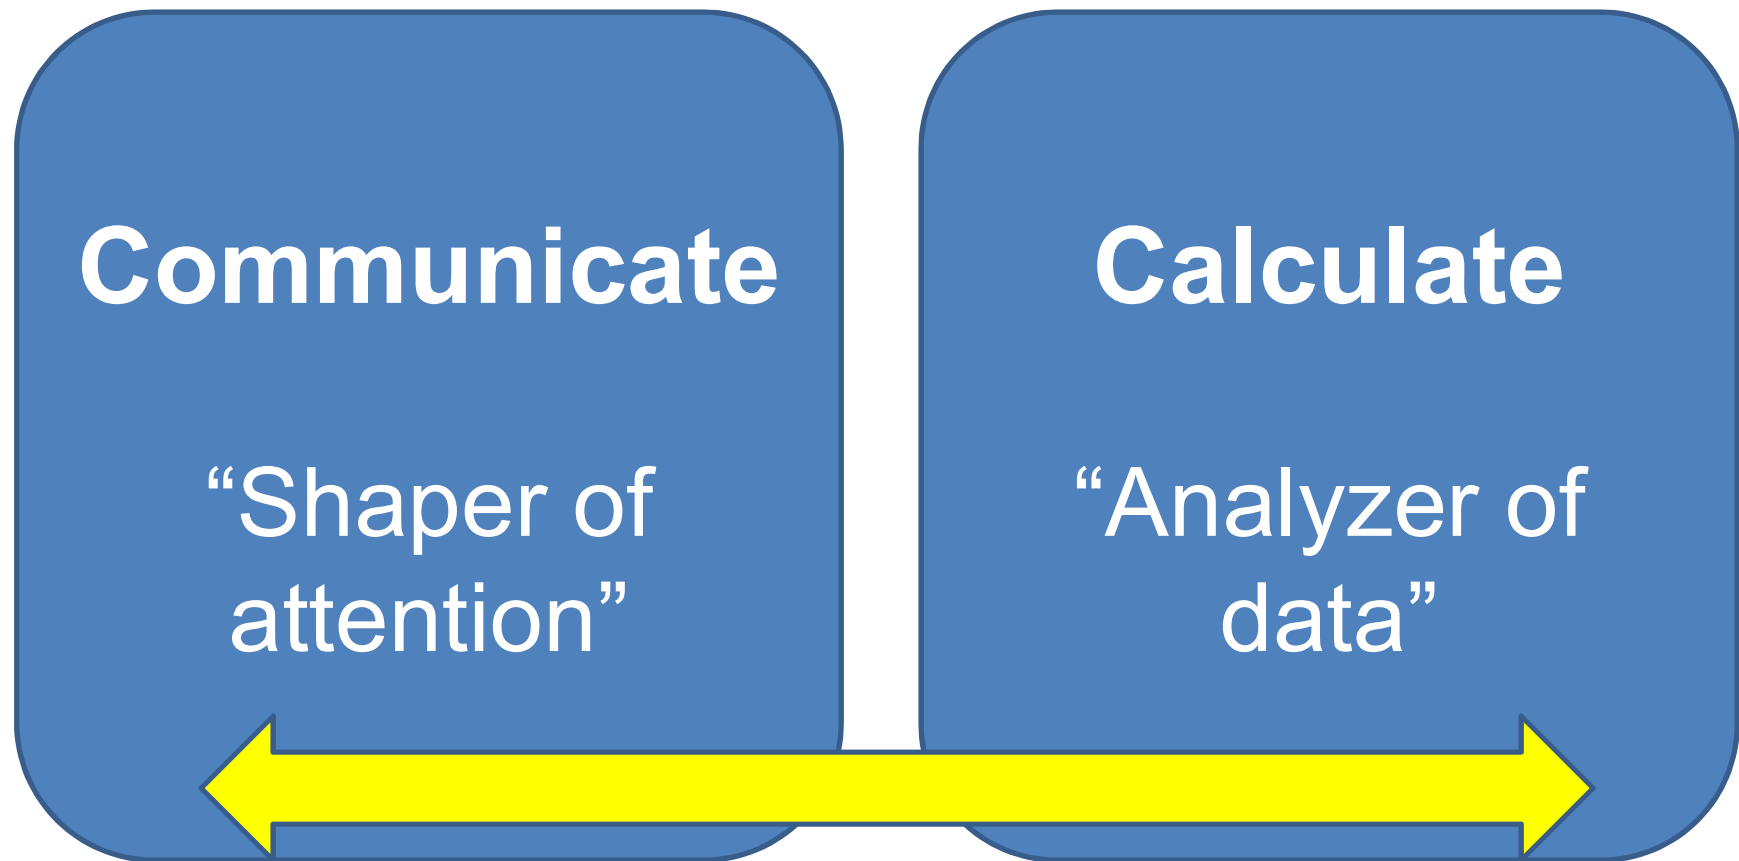 Communicate
“Shaper of
attention”
Calculate
“Analyzer of
data”